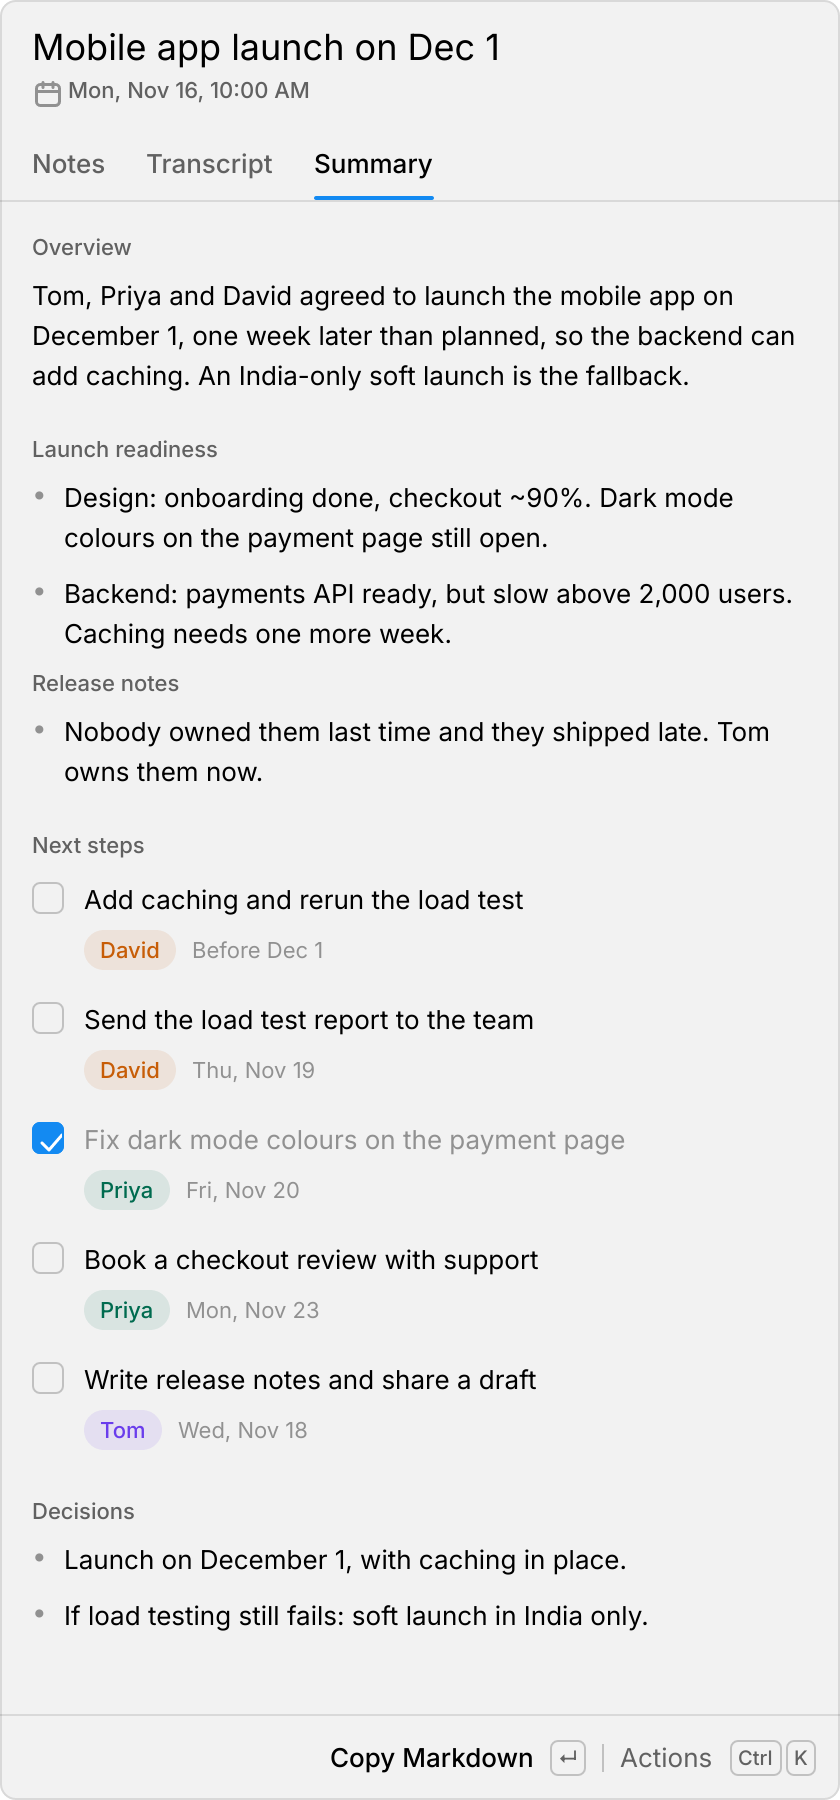 Mobile app launch on Dec 1
Mon, Nov 16, 10:00 AM
Notes Transcript Summary
Overview
Tom, Priya and David agreed to launch the mobile app on
December 1, one week later than planned, so the backend can
add caching. An India-only soft launch is the fallback.
Launch readiness
• Design: onboarding done, checkout ~90%. Dark mode
colours on the payment page still open.
• Backend: payments API ready, but slow above 2,000 users.
Caching needs one more week.
Release notes
• Nobody owned them last time and they shipped late. Tom
owns them now.
Next steps
Add caching and rerun the load test
David Before Dec 1
Send the load test report to the team
David Thu, Nov 19
Fix dark mode colours on the payment page
Priya Fri, Nov 20
Book a checkout review with support
Priya Mon, Nov 23
Write release notes and share a draft
Tom Wed, Nov 18
Decisions
• Launch on December 1, with caching in place.
• If load testing still fails: soft launch in India only.
Copy Markdown ↵ Actions Ctrl K